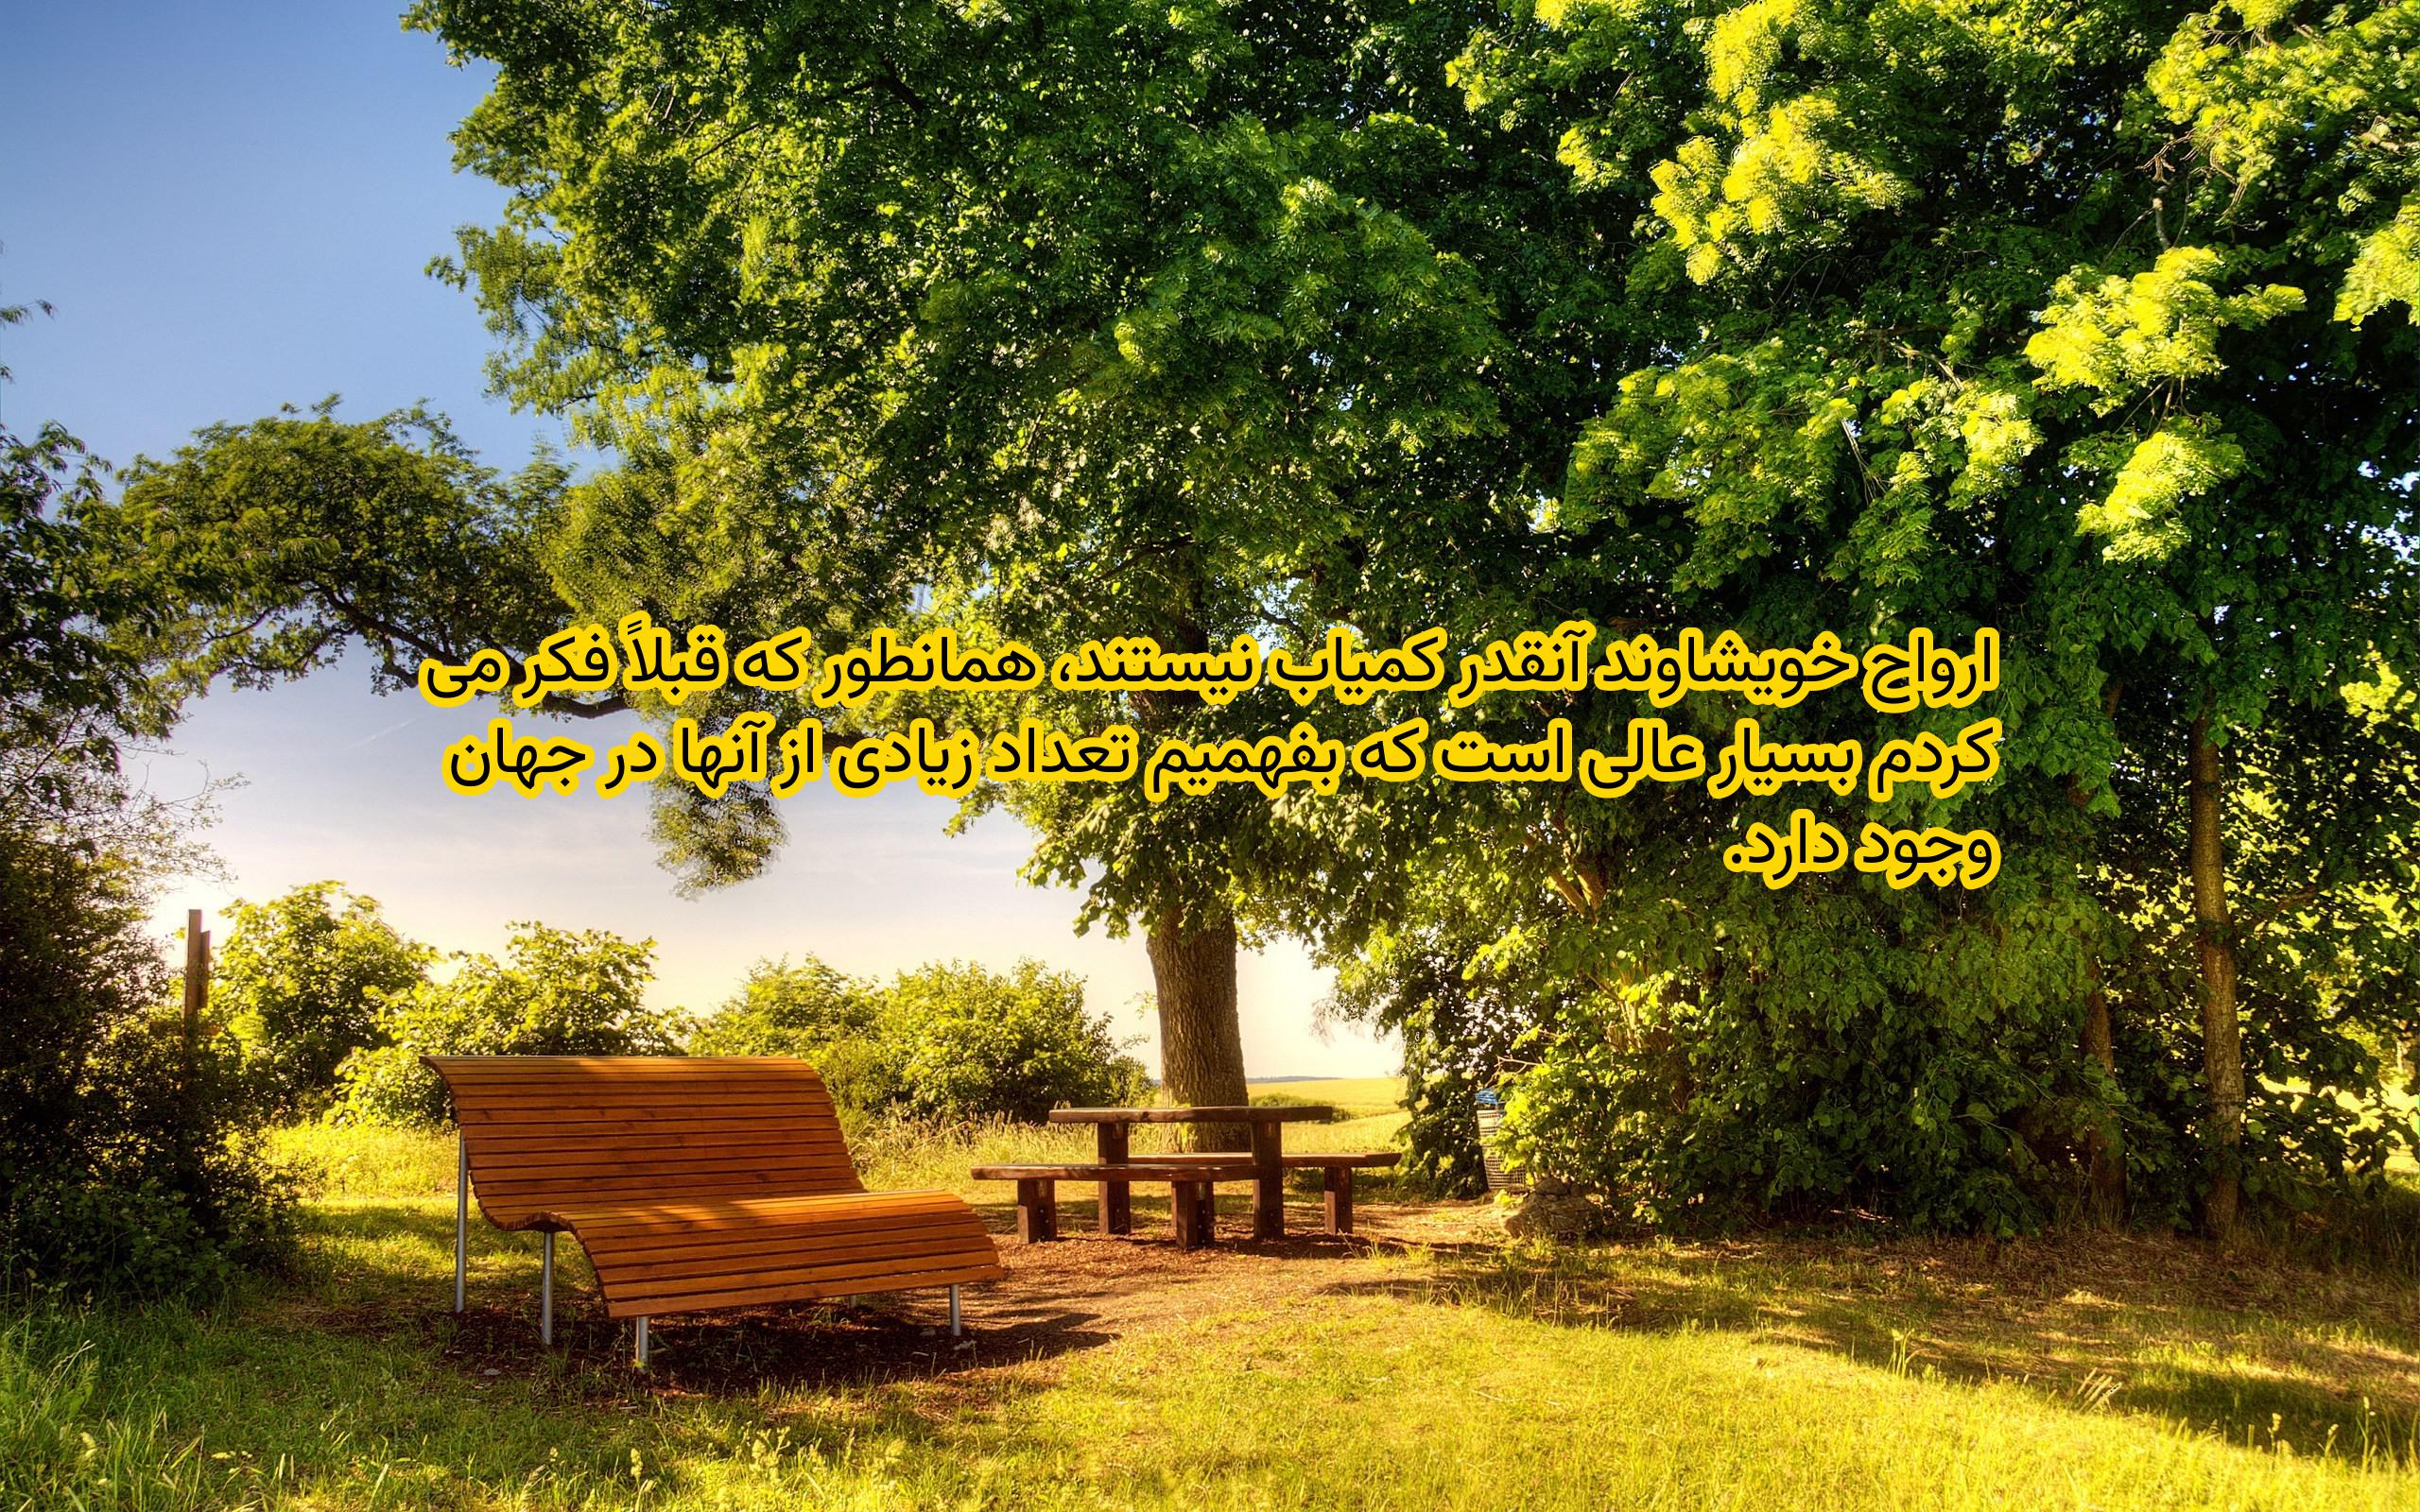 ارواح خویشاوند آنقدر کمیاب نیستند، همانطور که قبلاً فکر می
کردم بسیار عالی است که بفهمیم تعداد زیادی از آنها در جهان
وجود دارد.